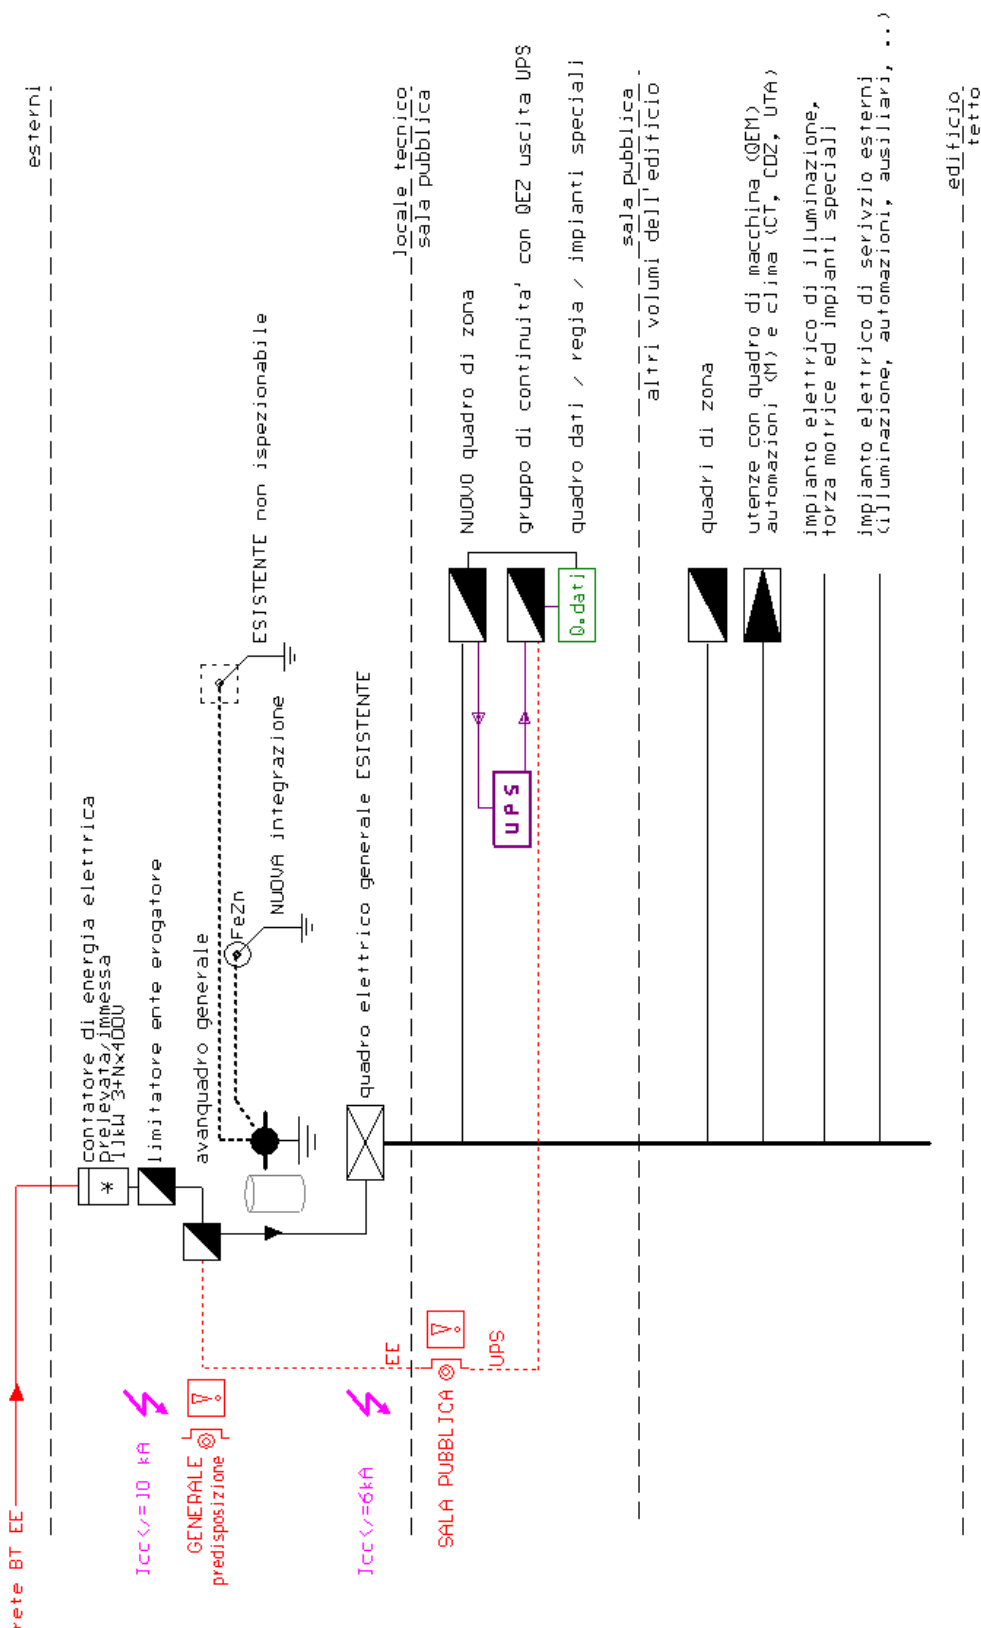 rete BT EE
esterni
contatore di energia elettrica
Prelevata/immessa
11kW 3+Nx400V
*
limitatore ente erogatore
avanquadro generale
FeZn
NUOVA integrazione
ESISTENTE non ispezionabile
Icc</=10 kA
GENERALE
predisposizione
quadro elettrico generale ESISTENTE
Icc</=6kA
EE
locale tecnico
sala pubblica
SALA PUBBLICA
UPS
NUOVO quadro di zona
UPS
gruppo di continuita' con QEZ uscita UPS
Q.dati
quadro dati / regia / impianti speciali
sala pubblica
altri volumi dell'edificio
quadri di zona
utenze con quadro di macchina (QEM)
automazioni (M) e clima (CT, CDZ, UTA)
impianto elettrico di illuminazione,
forza motrice ed impianti speciali
impianto elettrico di serivzio esterni
(illuminazione, automazioni, ausiliari, ..)
edificio
tetto